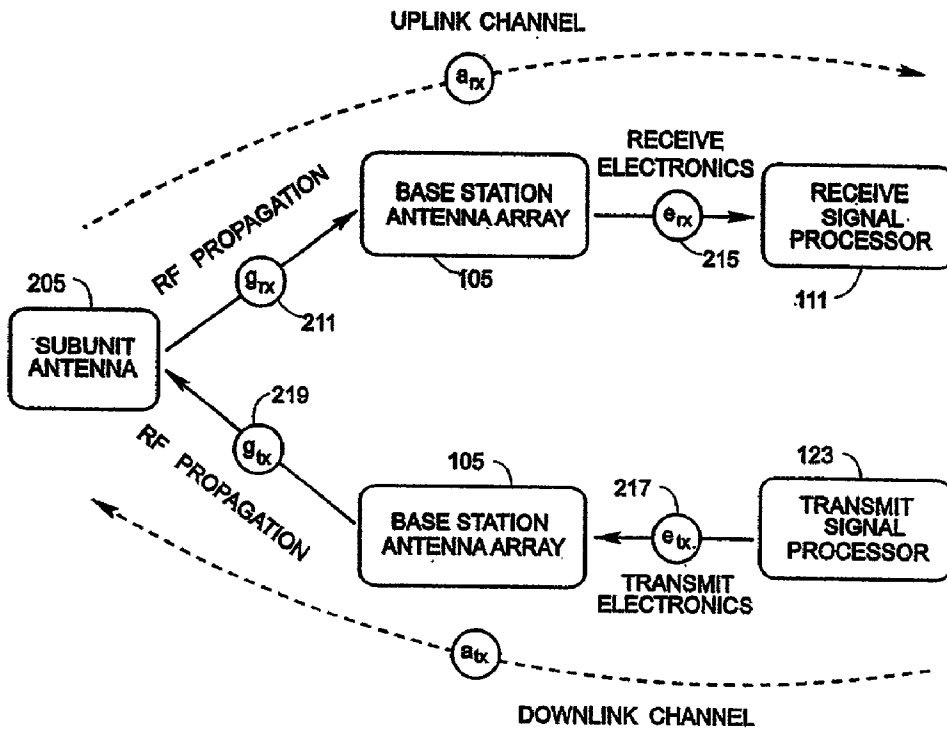 UPLINK CHANNEL
arx
RF PROPAGATION
RECEIVE
ELECTRONICS
BASE STATION
ANTENNA ARRAY
105
erx
215
RECEIVE
SIGNAL
PROCESSOR
111
grx
211
205
SUBUNIT
ANTENNA
219
gtx
RF PROPAGATION
105
BASE STATION
ANTENNA ARRAY
217
etx
TRANSMIT
ELECTRONICS
123
TRANSMIT
SIGNAL
PROCESSOR
atx
DOWNLINK CHANNEL